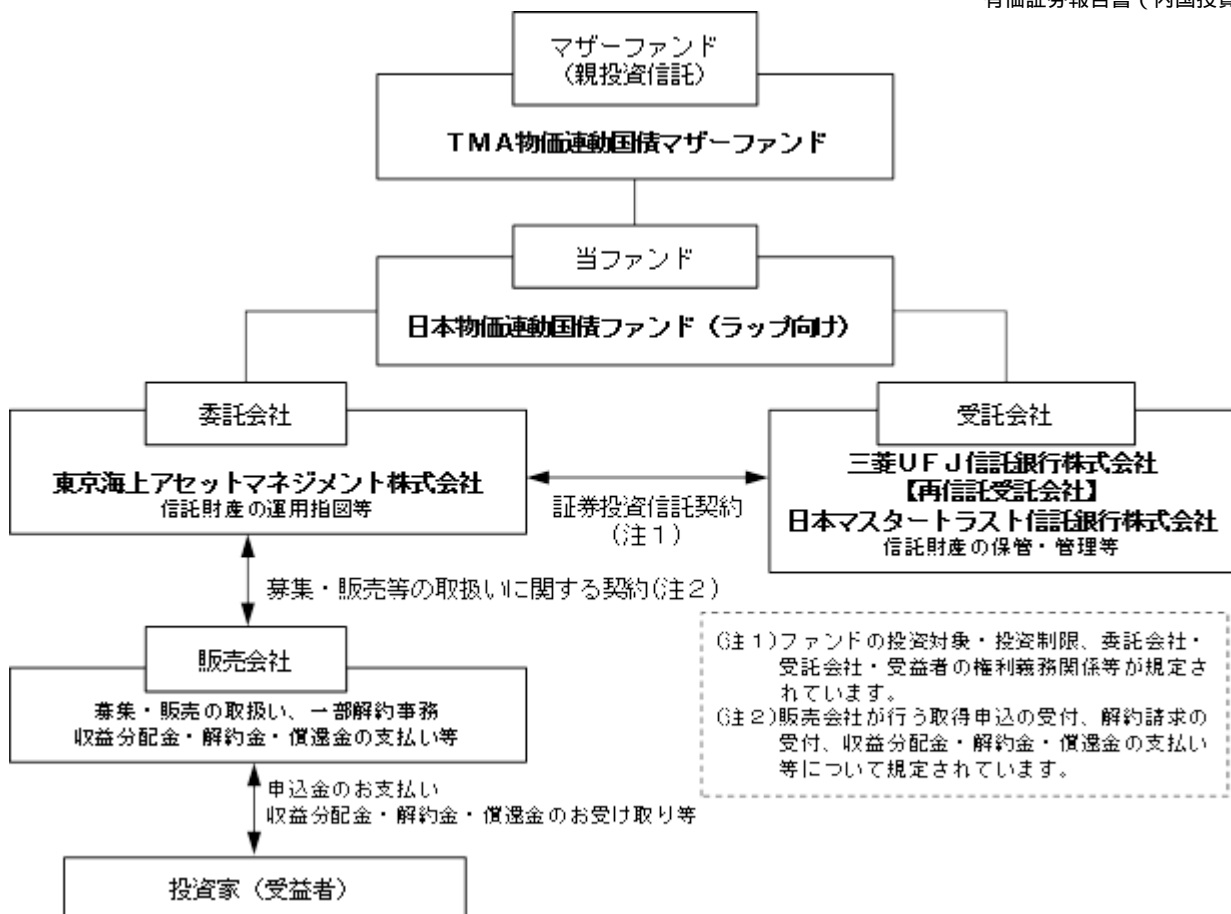 有価証券報告書(内国投資
マザーファンド
(親投資信託)
TMA物価連動国債マザーファンド
当ファンド
日本物価連動国債ファンド(ラップ向け)
委託会社
東京海上アセットマネジメント株式会社
信託財産の運用指図等
証券投資信託契約
(注1)
受託会社
三菱UFJ信託銀行株式会社
【再信託受託会社】
日本マスタートラスト信託銀行株式会社
信託財産の保管・管理等
募集・販売等の取扱いに関する契約(注2)
販売会社
募集・販売の取扱い、一部解約事務
収益分配金・解約金・償還金の支払い等
(注1)ファンドの投資対象・投資制限、委託会社・
受託会社・受益者の権利義務関係等が規定さ
れています。
(注2)販売会社が行う取得申込の受付、解約請求の
受付、収益分配金・解約金・償還金の支払い
等について規定されています。
申込金のお支払い
収益分配金・解約金・償還金のお受け取り等
投資家(受益者)